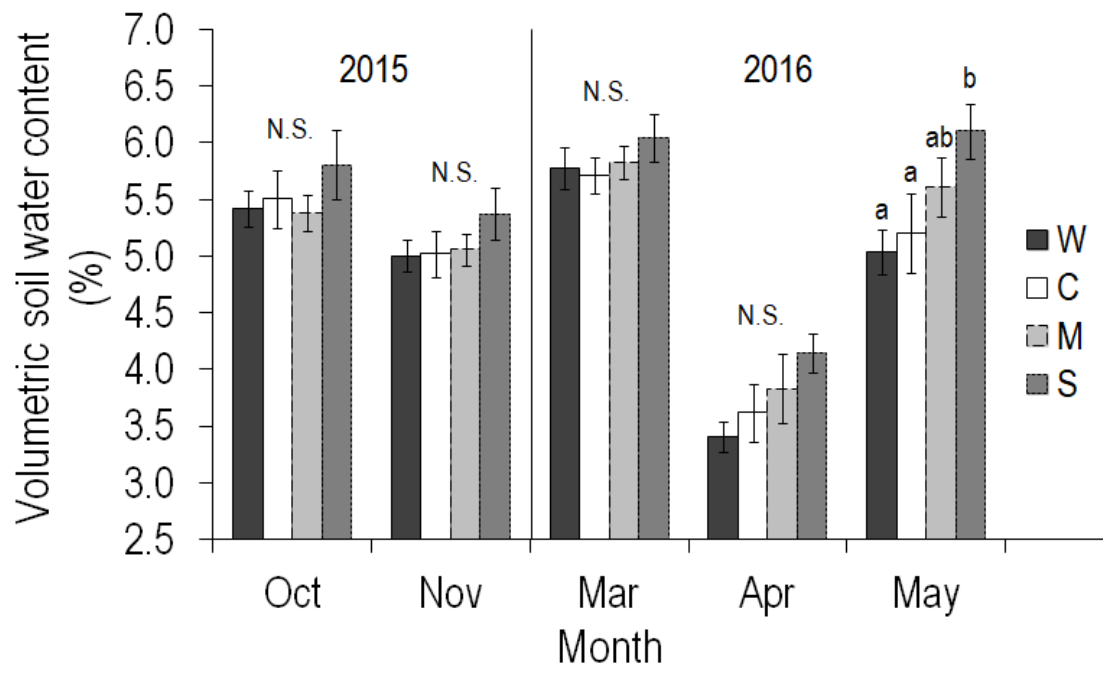 Volumetric soil water content
(%)
7.0
6.5
6.0
5.5
5.0
4.5
4.0
3.5
3.0
2.5
2015
2016
N.S.
N.S.
N.S.
N.S.
a
a
ab
b
W
C
M
S
Oct
Nov
Mar
Apr
May
Month